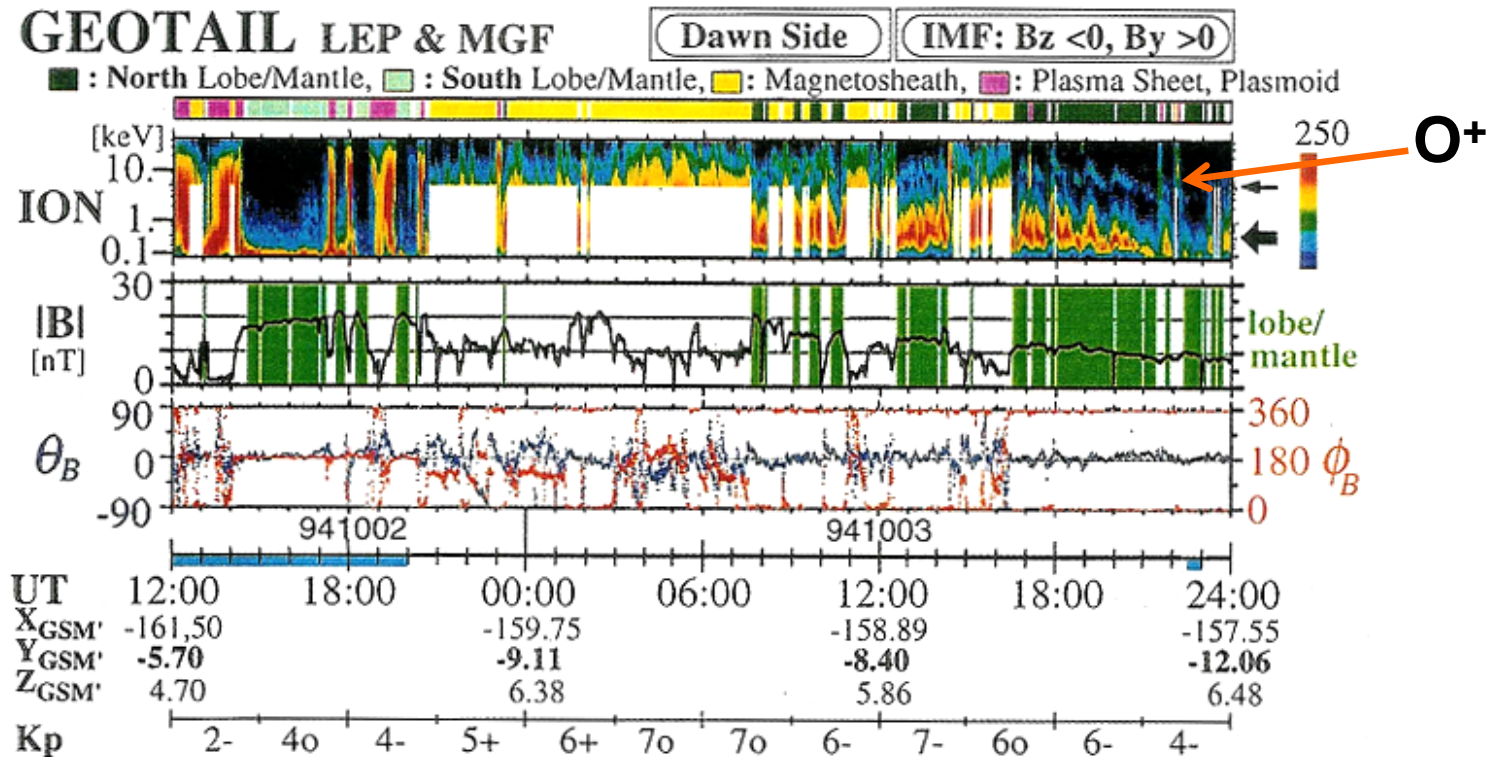 GEOTAIL LEP & MGF Dawn Side IMF: Bz <0, By >0
: North Lobe/Mantle, : South Lobe/Mantle, : Magnetosheath, : Plasma Sheet, Plasmoid
[keV]
250
O+
10.
ION
1.
0.1
30
|B|
[nT]
0
lobe/
mantle
90
360
θB
0
180 ϕB
-90
0
941002
941003
UT 12:00 18:00 00:00 06:00 12:00 18:00 24:00
XGSM' -161,50 -159.75 -158.89 -157.55
YGSM' -5.70 -9.11 -8.40 -12.06
ZGSM' 4.70 6.38 5.86 6.48
Kp 2- 4o 4- 5+ 6+ 7o 7o 6- 7- 6o 6- 4-